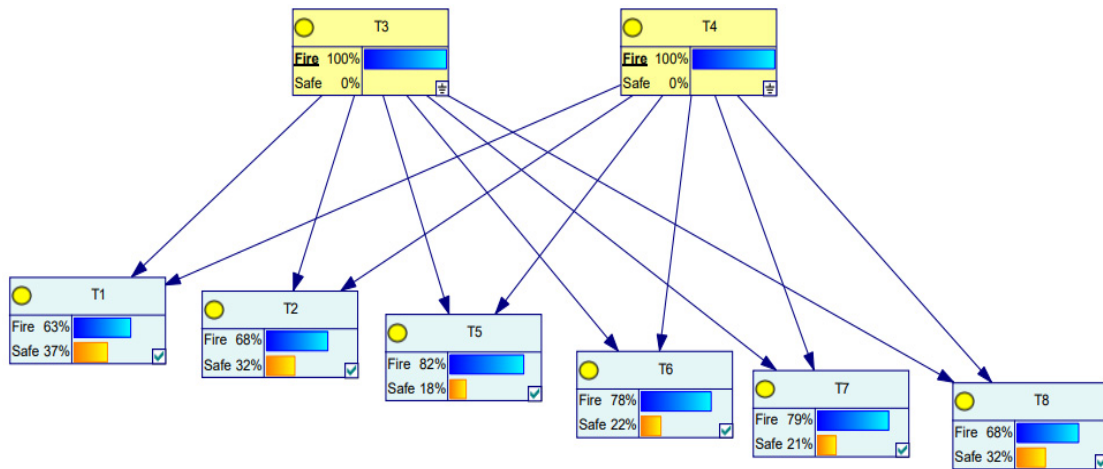 T3
Fire 100%
Safe 0%
T4
Fire 100%
Safe 0%
T1
Fire 63%
Safe 37%
T2
Fire 68%
Safe 32%
T5
Fire 82%
Safe 18%
T6
Fire 78%
Safe 22%
T7
Fire 79%
Safe 21%
T8
Fire 68%
Safe 32%